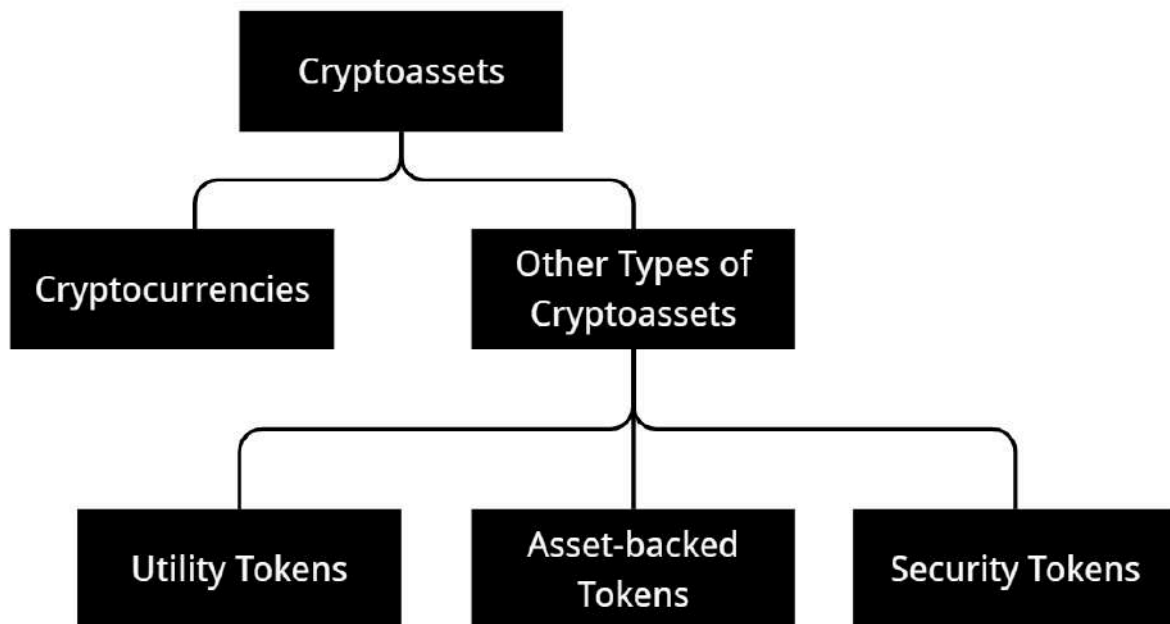 Cryptoassets
Cryptocurrencies
Other Types of
Cryptoassets
Utility Tokens
Asset-backed
Tokens
Security Tokens